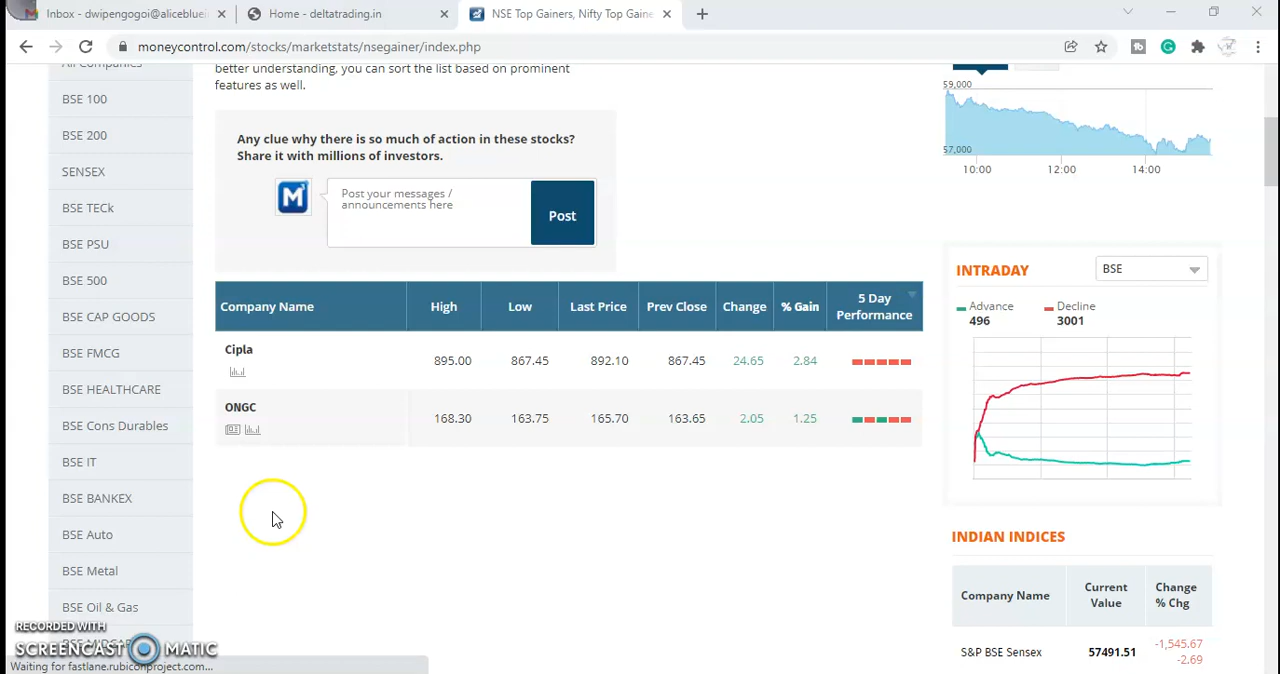 Inbox - dwipengogoi@aliceblue
Home - deltatrading.in
NSE Top Gainers, Nifty Top Gaine
moneycontrol.com/stocks/marketstats/nsegainer/index.php
All Companies
BSE 100
BSE 200
SENSEX
BSE TECk
BSE PSU
BSE 500
BSE CAP GOODS
BSE FMCG
BSE HEALTHCARE
BSE Cons Durables
BSE IT
BSE BANKEX
BSE Auto
BSE Metal
BSE Oil & Gas
better understanding, you can sort the list based on prominent
features as well.
Any clue why there is so much of action in these stocks?
Share it with millions of investors.
M
Post your messages /
announcements here
Post
Company Name High Low Last Price Prev Close Change % Gain 5 Day Performance
Cipla 895.00 867.45 892.10 867.45 24.65 2.84
ONGC 168.30 163.75 165.70 163.65 2.05 1.25
59,000
57,000
10:00 12:00 14:00
INTRADAY BSE
Advance Decline
496 3001
INDIAN INDICES
Company Name Current Value Change % Chg
S&P BSE Sensex 57491.51 -1,545.67
-2.69
RECORDED WITH
SCREENCAST MATIC
Waiting for fastlane.rubiconproject.com...